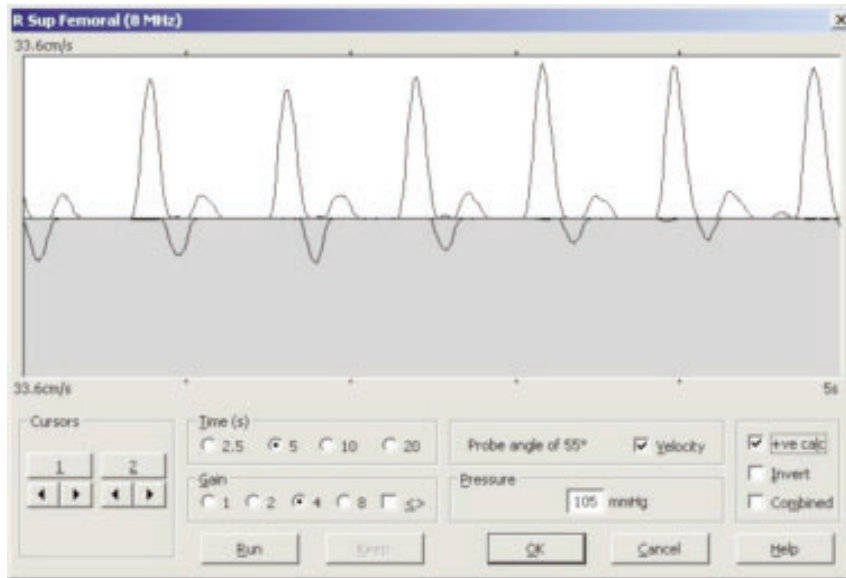 R Sup Femoral (8 MHz)
33.6cm/s
33.6cm/s
5s
Cursors
1 2
Time (s)
2.5 5 10 20
Gain
1 2 4 8 <>
Probe angle of 55° Velocity
Pressure
105 mmHg
+ve calc
Invert
Combined
Run OK Cancel Help